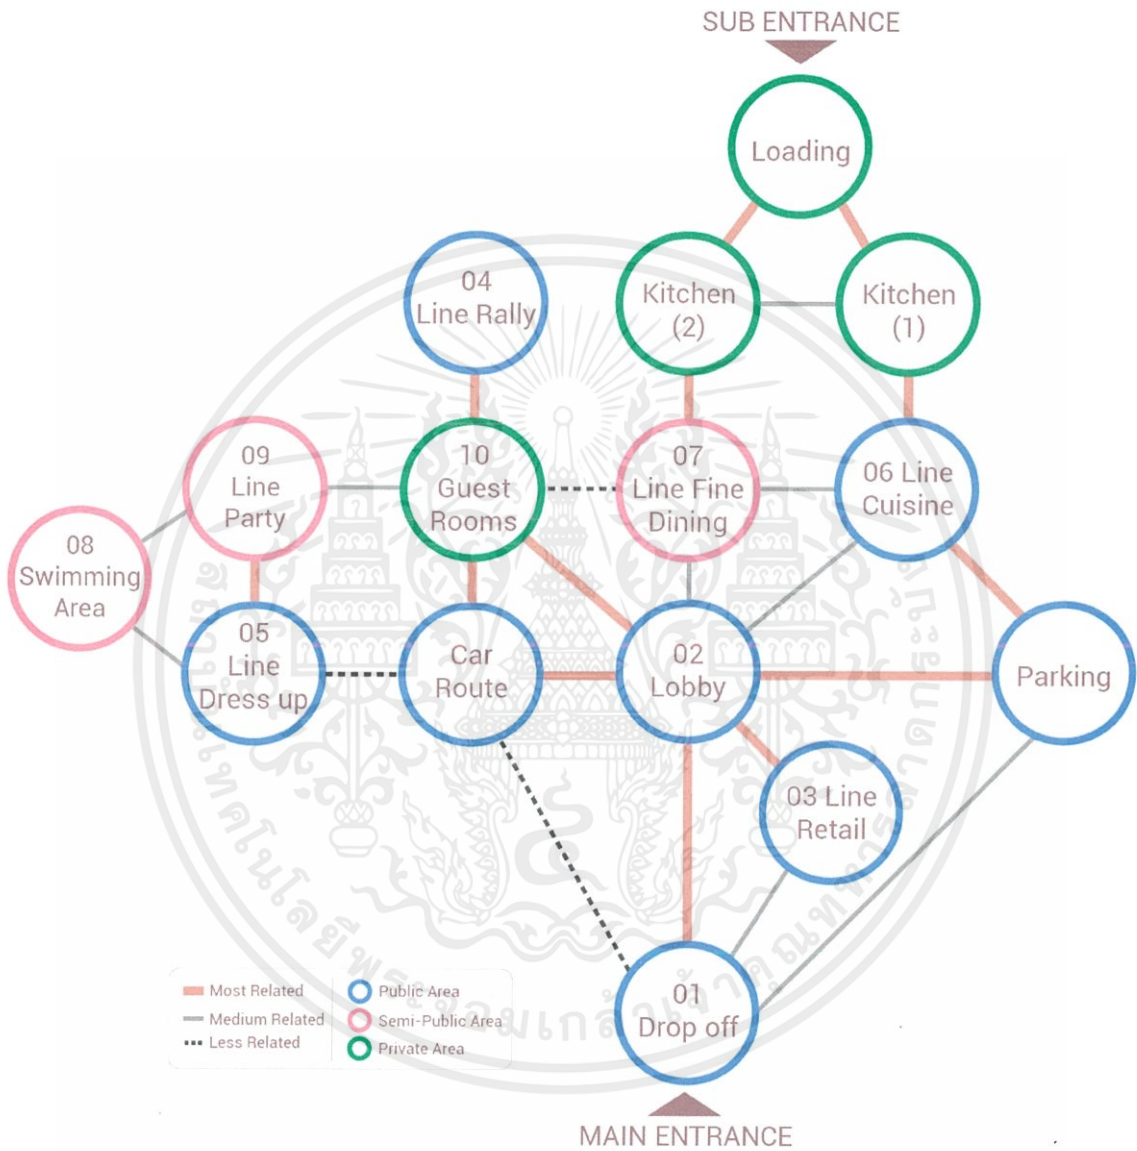 SUB ENTRANCE
Loading
04
Line Rally
Kitchen
(2)
Kitchen
(1)
09
Line
Party
10
Guest
Rooms
07
Line Fine
Dining
06 Line
Cuisine
08
Swimming
Area
05
Line
Dress up
Car
Route
02
Lobby
Parking
03 Line
Retail
01
Drop off
Most Related
Medium Related
Less Related
Public Area
Semi-Public Area
Private Area
MAIN ENTRANCE